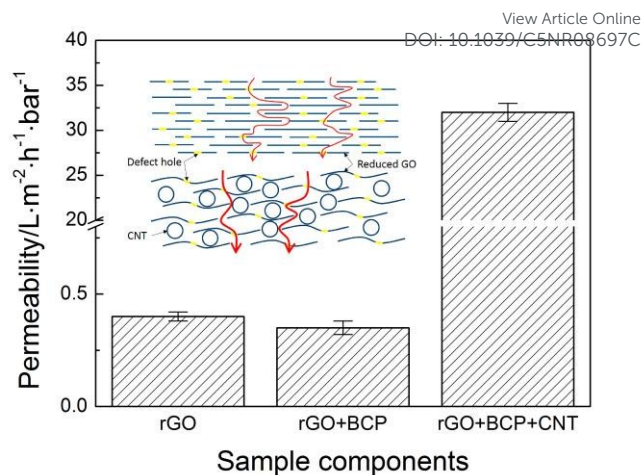 View Article Online
DOI: 10.1039/C5NR08697C
Permeability/L·m⁻²·h⁻¹·bar⁻¹
40
35
30
25
20
0.5
0.0
Defect hole
Reduced GO
CNT
rGO
rGO+BCP
rGO+BCP+CNT
Sample components